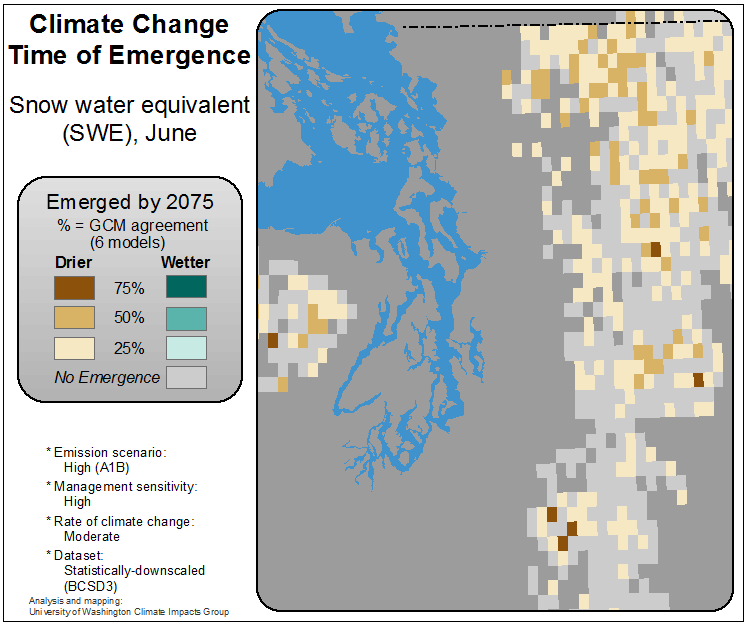 Climate Change
Time of Emergence
Snow water equivalent
(SWE), June
Emerged by 2075
% = GCM agreement
(6 models)
Drier Wetter
75%
50%
25%
No Emergence
* Emission scenario:
High (A1B)
* Management sensitivity:
High
* Rate of climate change:
Moderate
* Dataset:
Statistically-downscaled
(BCSD3)
Analysis and mapping:
University of Washington Climate Impacts Group